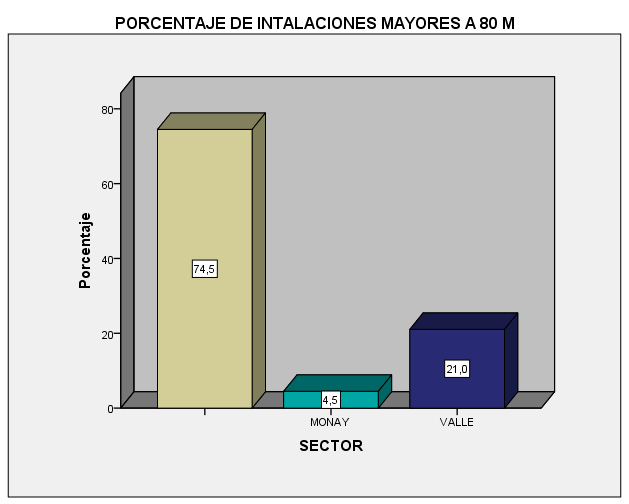 PORCENTAJE DE INTALACIONES MAYORES A 80 M
80
60
40
20
0
Porcentaje
74,5
4,5
21,0
MONAY VALLE
SECTOR